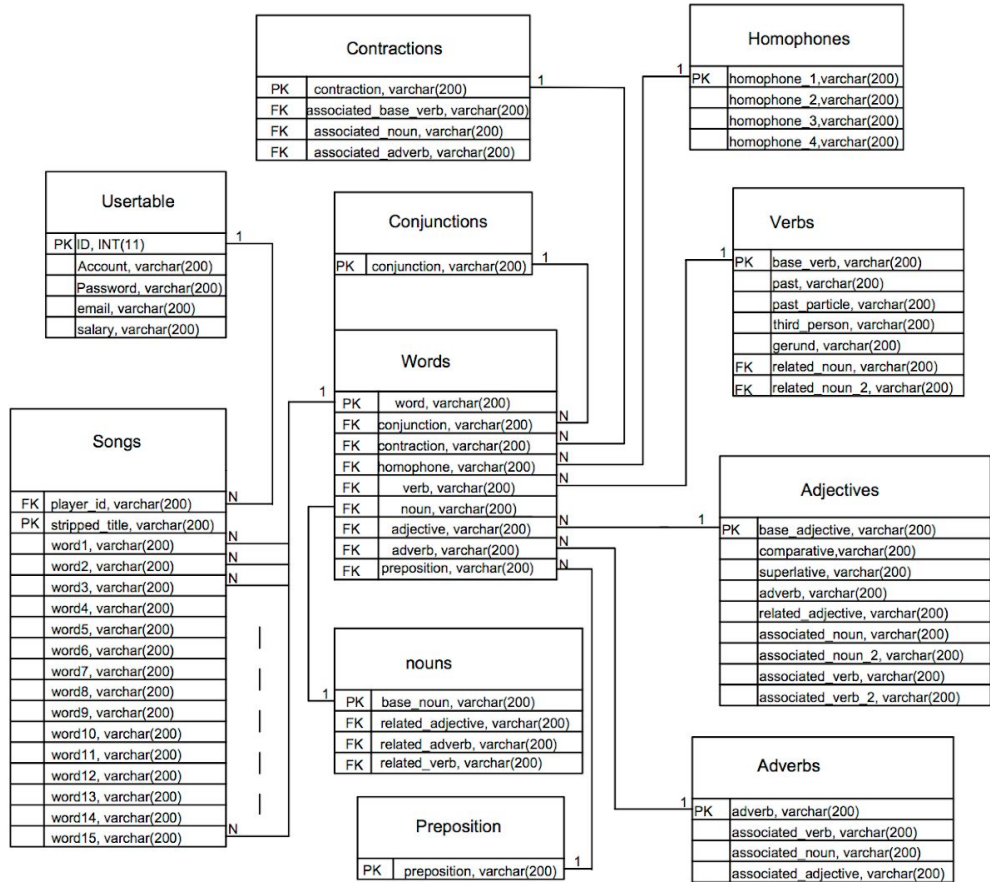 Contractions
PK contraction, varchar(200)
FK associated_base_verb, varchar(200)
FK associated_noun, varchar(200)
FK associated_adverb, varchar(200)
1
Homophones
1
PK homophone_1,varchar(200)
homophone_2,varchar(200)
homophone_3,varchar(200)
homophone_4,varchar(200)
Usertable
PK ID, INT(11)
Account, varchar(200)
Password, varchar(200)
email, varchar(200)
salary, varchar(200)
1
Conjunctions
PK conjunction, varchar(200)
1
Verbs
1
PK base_verb, varchar(200)
past, varchar(200)
past_particle, varchar(200)
third_person, varchar(200)
gerund, varchar(200)
FK related_noun, varchar(200)
FK related_noun_2, varchar(200)
Words
1
PK word, varchar(200)
FK conjunction, varchar(200) N
FK contraction, varchar(200) N
FK homophone, varchar(200) N
FK verb, varchar(200) N
FK noun, varchar(200)
FK adjective, varchar(200) N
FK adverb, varchar(200) N
FK preposition, varchar(200) N
Songs
FK player_id, varchar(200) N
PK stripped_title, varchar(200)
word1, varchar(200) N
word2, varchar(200) N
word3, varchar(200) N
word4, varchar(200)
word5, varchar(200)
word6, varchar(200)
word7, varchar(200)
word8, varchar(200)
word9, varchar(200)
word10, varchar(200)
word11, varchar(200)
word12, varchar(200)
word13, varchar(200)
word14, varchar(200)
word15, varchar(200) N
Adjectives
1
PK base_adjective, varchar(200)
comparative,varchar(200)
superlative, varchar(200)
adverb, varchar(200)
related_adjective, varchar(200)
associated_noun, varchar(200)
associated_noun_2, varchar(200)
associated_verb, varchar(200)
associated_verb_2, varchar(200)
nouns
1
PK base_noun, varchar(200)
FK related_adjective, varchar(200)
FK related_adverb, varchar(200)
FK related_verb, varchar(200)
Adverbs
1
PK adverb, varchar(200)
associated_verb, varchar(200)
associated_noun, varchar(200)
associated_adjective, varchar(200)
Preposition
PK preposition, varchar(200)
1